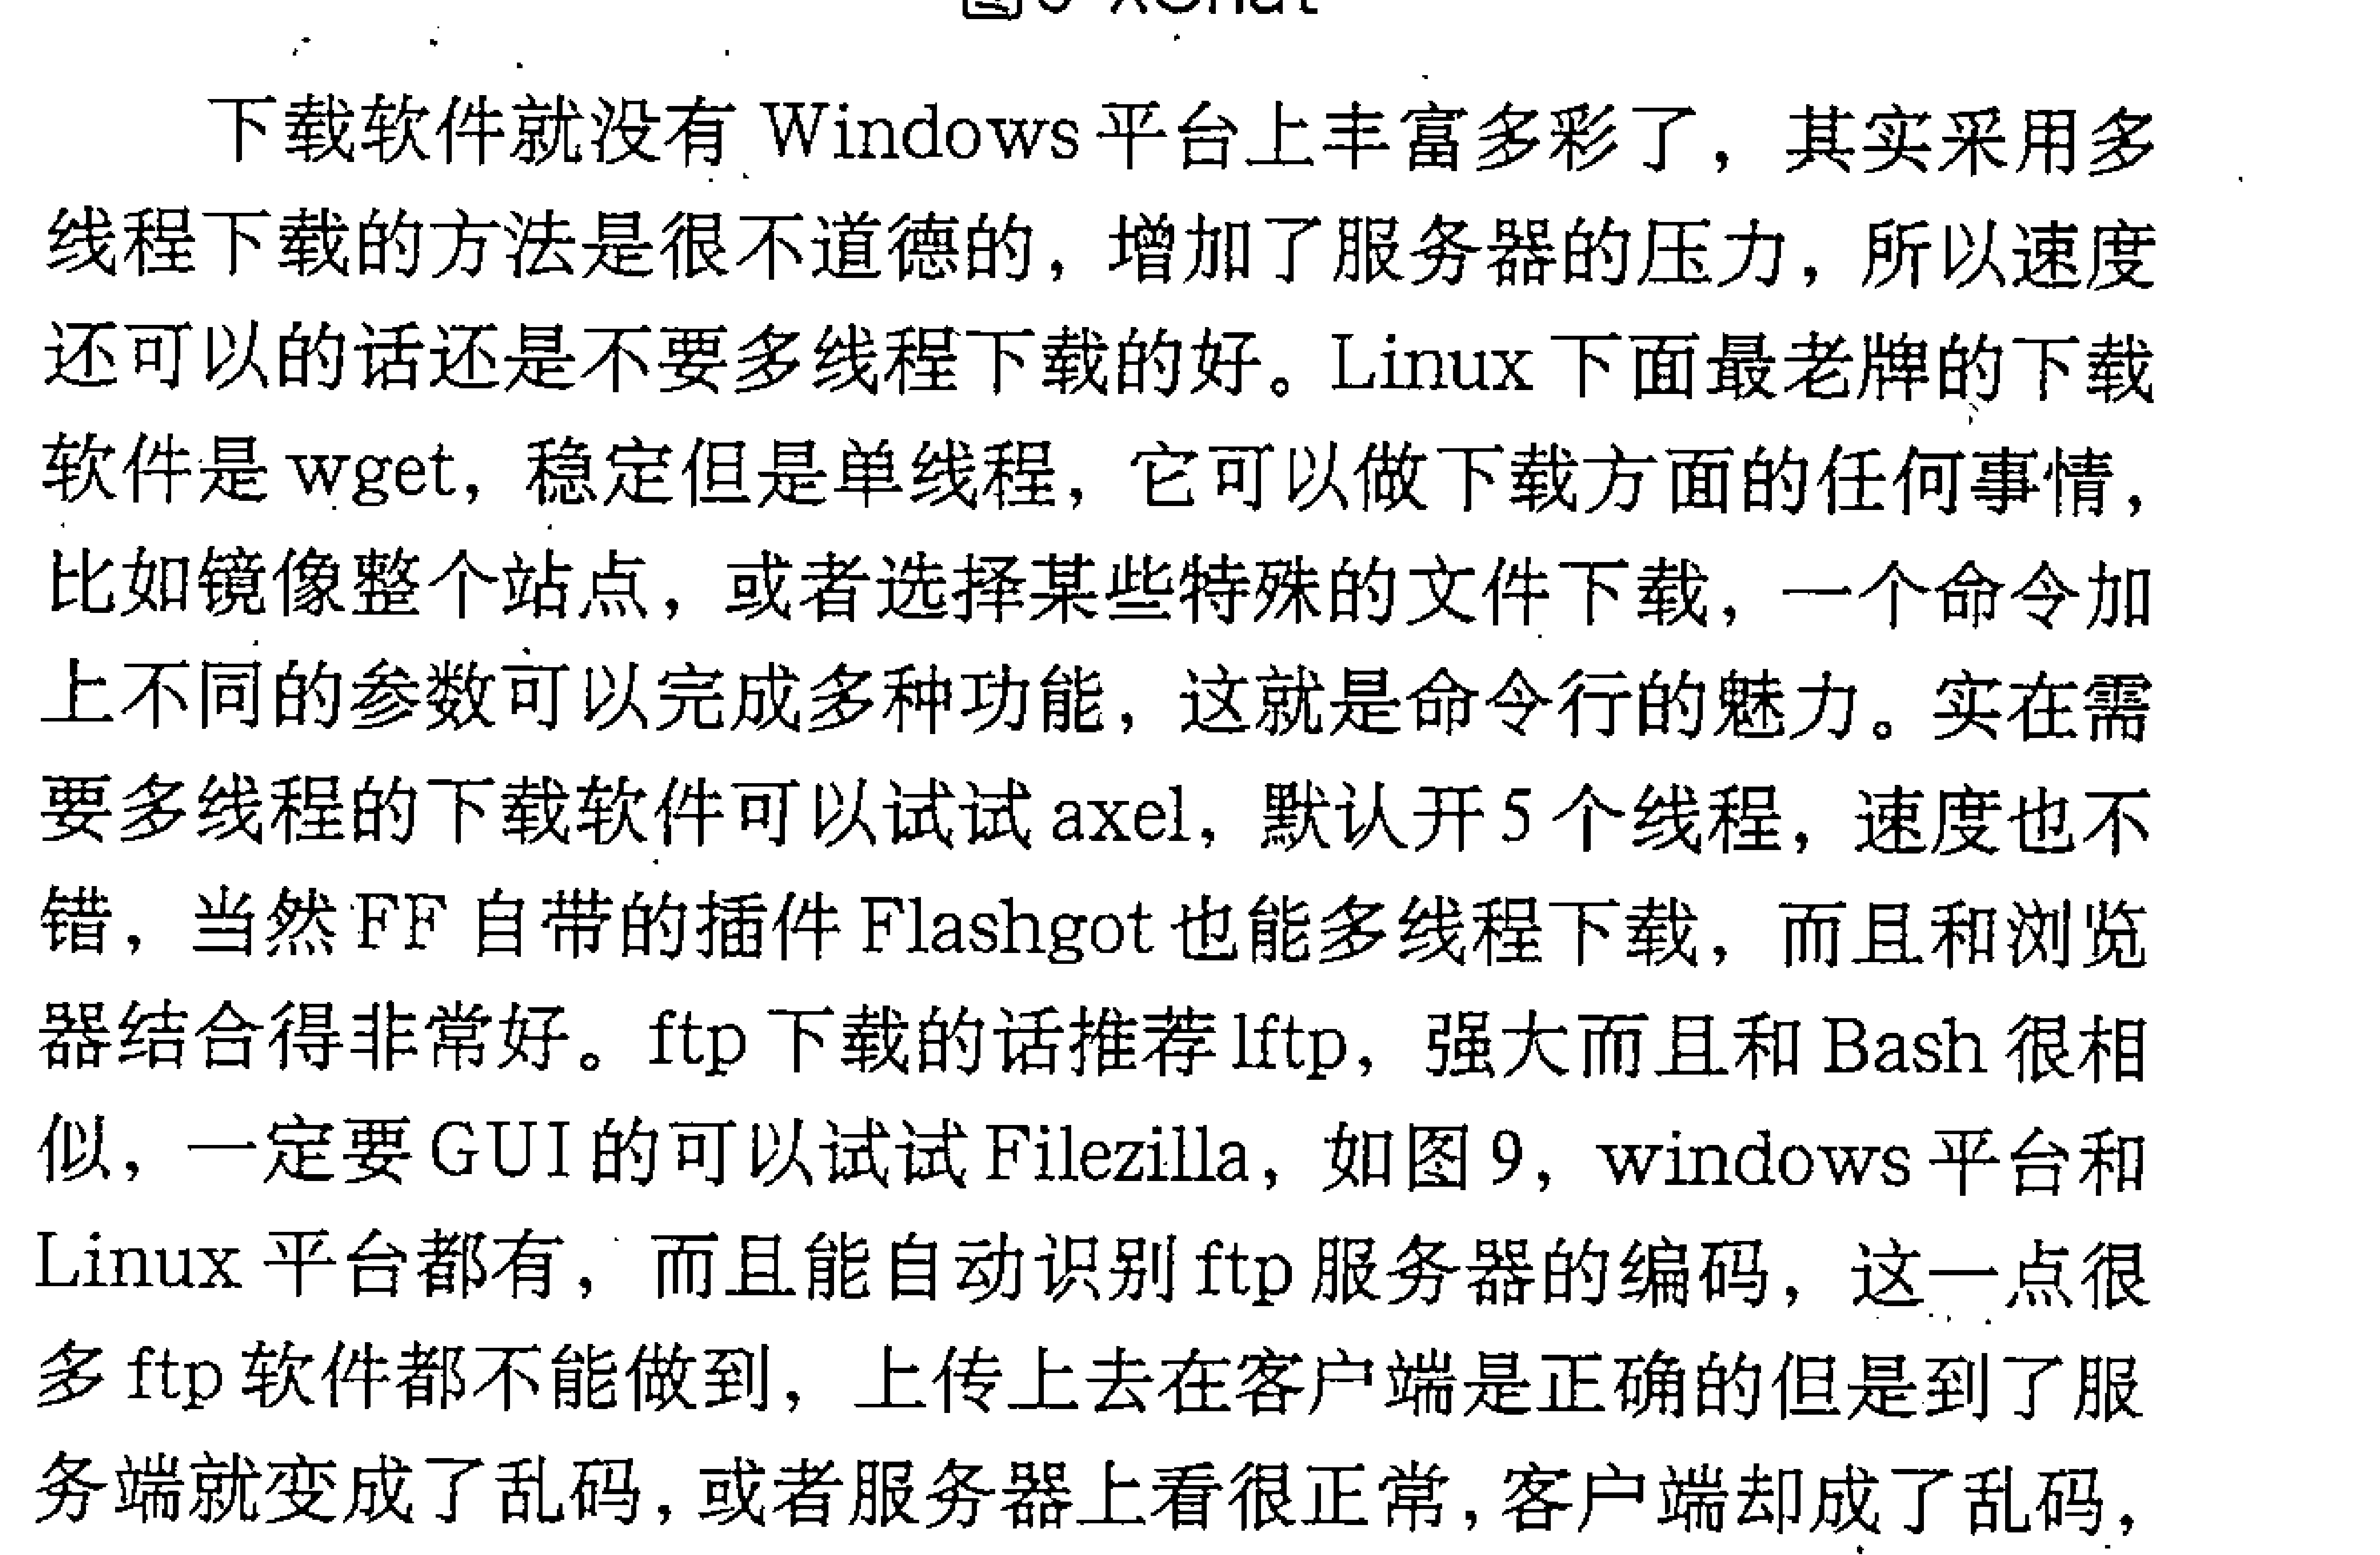 下载软件就没有 Windows 平台上丰富多彩了，其实采用多
线程下载的方法是很不道德的，增加了服务器的压力，所以速度
还可以的话还是不要多线程下载的好。Linux 下面最老牌的下载
软件是 wget，稳定但是单线程，它可以做下载方面的任何事情，
比如镜像整个站点，或者选择某些特殊的文件下载，一个命令加
上不同的参数可以完成多种功能，这就是命令行的魅力。实在需
要多线程的下载软件可以试试 axel，默认开 5 个线程，速度也不
错，当然 FF 自带的插件 Flashgot 也能多线程下载，而且和浏览
器结合得非常好。ftp 下载的话推荐 lftp，强大而且和 Bash 很相
似，一定要 GUI 的可以试试 Filezilla，如图 9，windows 平台和
Linux 平台都有，而且能自动识别 ftp 服务器的编码，这一点很
多 ftp 软件都不能做到，上传上去在客户端是正确的但是到了服
务端就变成了乱码，或者服务器上看很正常，客户端却成了乱码，